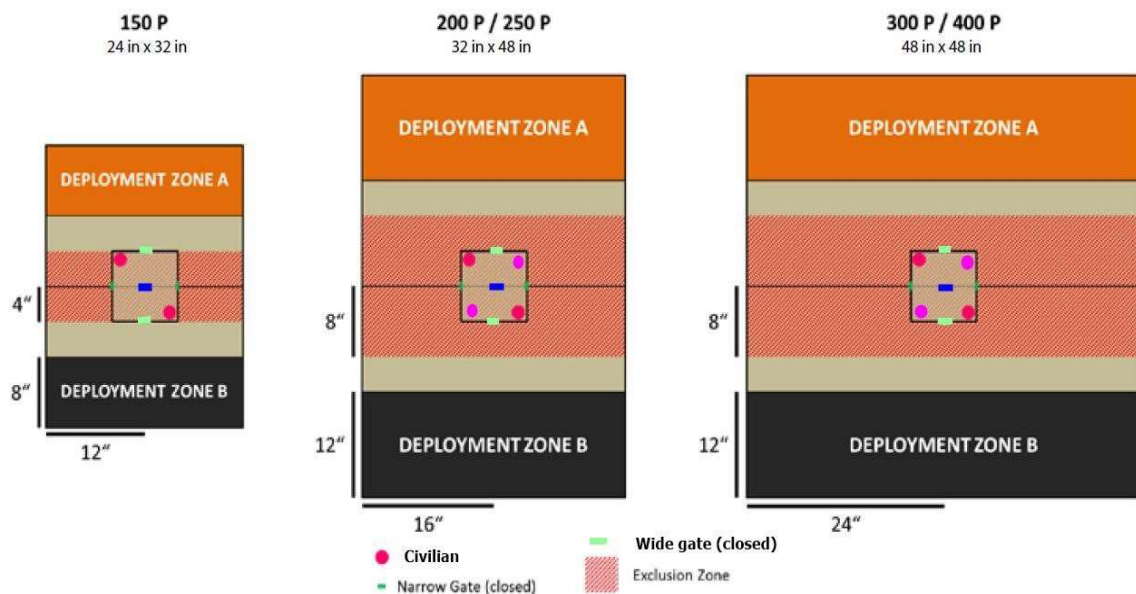 150 P
24 in x 32 in
DEPLOYMENT ZONE A
4“
8“
DEPLOYMENT ZONE B
12“
200 P / 250 P
32 in x 48 in
DEPLOYMENT ZONE A
8“
12“
DEPLOYMENT ZONE B
16“
300 P / 400 P
48 in x 48 in
DEPLOYMENT ZONE A
8“
12“
DEPLOYMENT ZONE B
24“
Civilian
Narrow Gate (closed)
Wide gate (closed)
Exclusion Zone